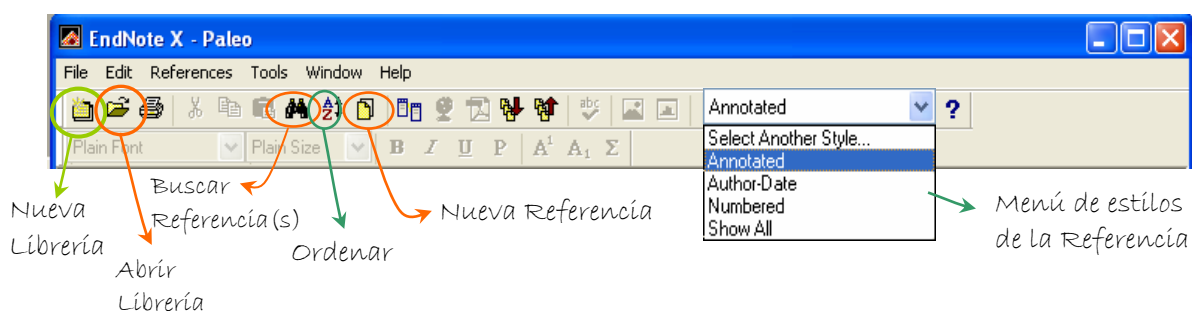 EndNote X - Paleo
File Edit References Tools Window Help
Annotated
?
Plain Font Plain Size B I U P A¹ A₁ Σ
Select Another Style...
Annotated
Author-Date
Numbered
Show All
Nueva
Librería
Abrir
Librería
Buscar
Referencia(s)
Ordenar
Nueva Referencia
Menú de estilos
de la Referencia